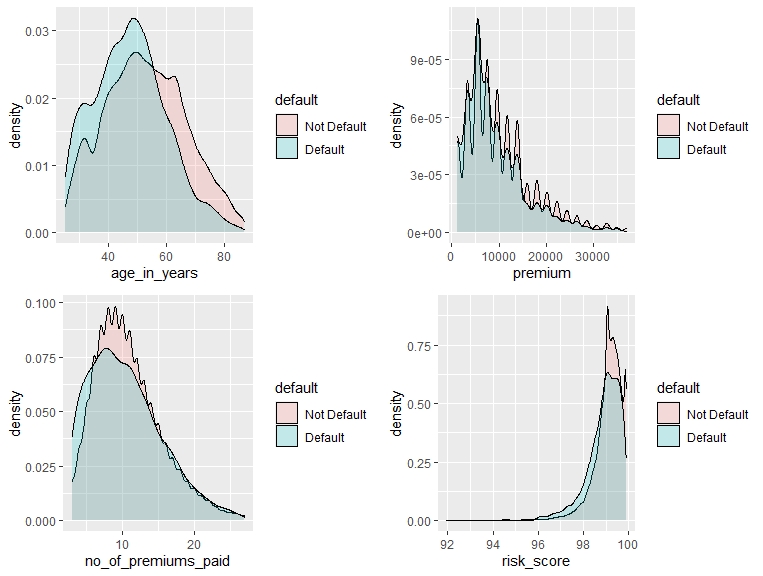 0.03
0.02
0.01
0.00
density
40
60
80
age_in_years
default
Not Default
Default
9e-05
6e-05
3e-05
0e+00
density
0
10000
20000
30000
premium
default
Not Default
Default
0.100
0.075
0.050
0.025
0.000
density
10
20
no_of_premiums_paid
default
Not Default
Default
0.75
0.50
0.25
0.00
density
92
94
96
98
100
risk_score
default
Not Default
Default